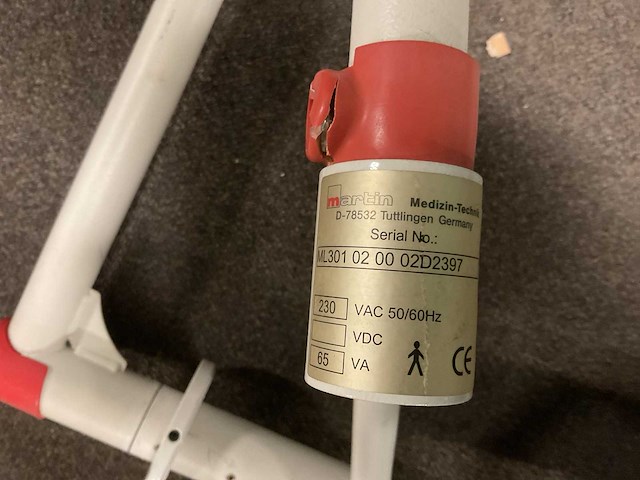 martin Medizin-Technik
D-78532 Tuttlingen Germany
Serial No.:
ML301 02 00 02D2397
230 VAC 50/60Hz
VDC
65 VA
CE